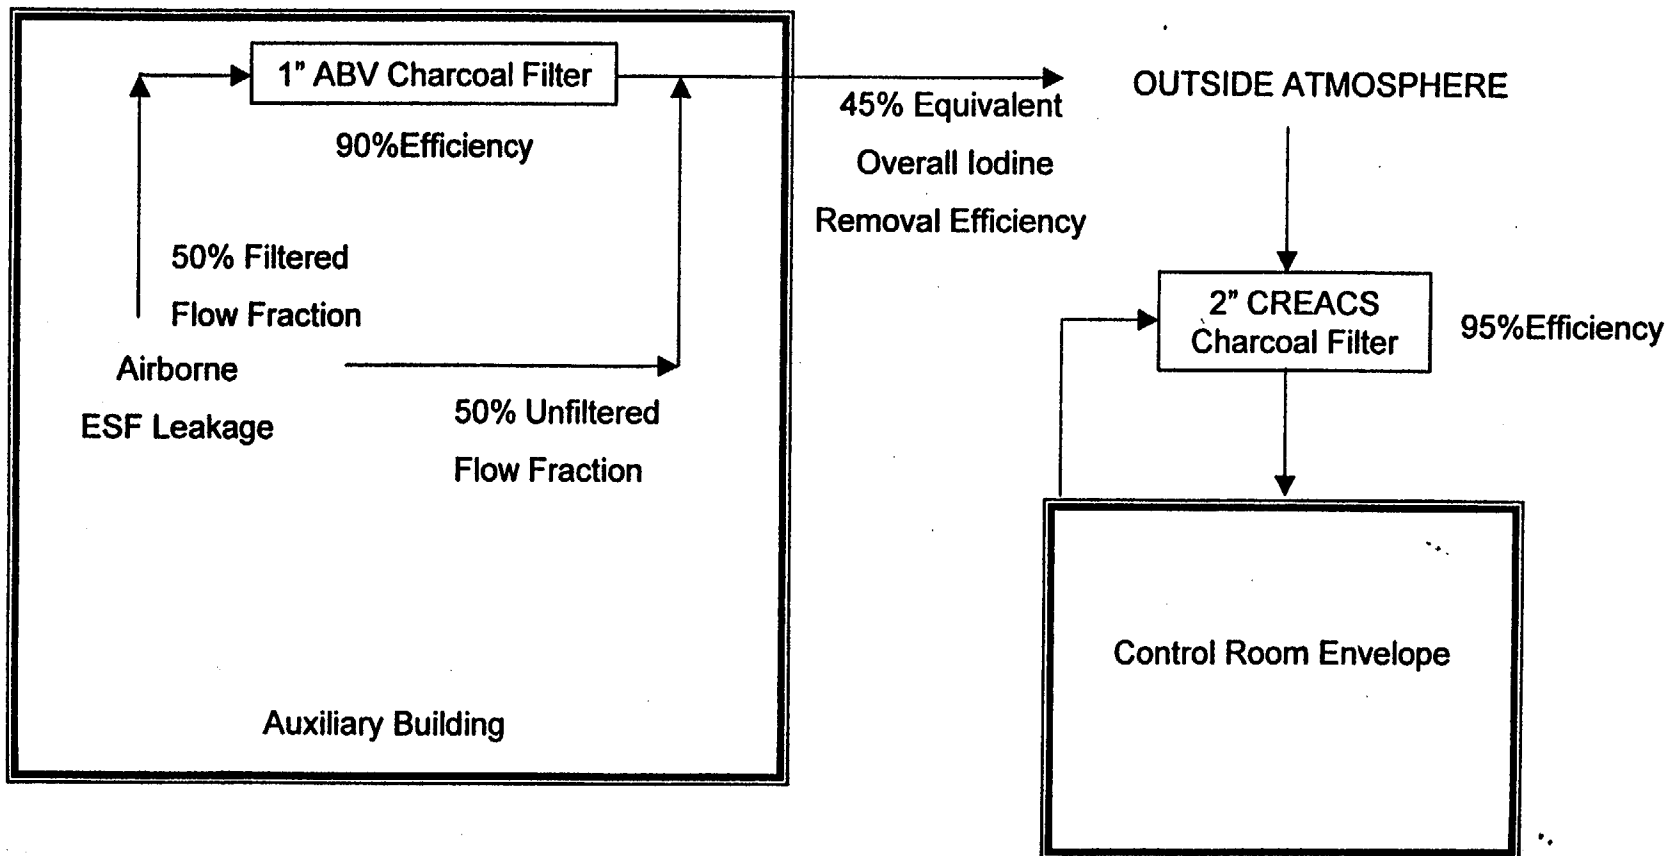 1" ABV Charcoal Filter
90%Efficiency
50% Filtered
Flow Fraction
Airborne
ESF Leakage
50% Unfiltered
Flow Fraction
Auxiliary Building
45% Equivalent
Overall Iodine
Removal Efficiency
OUTSIDE ATMOSPHERE
2" CREACS
Charcoal Filter
95%Efficiency
Control Room Envelope